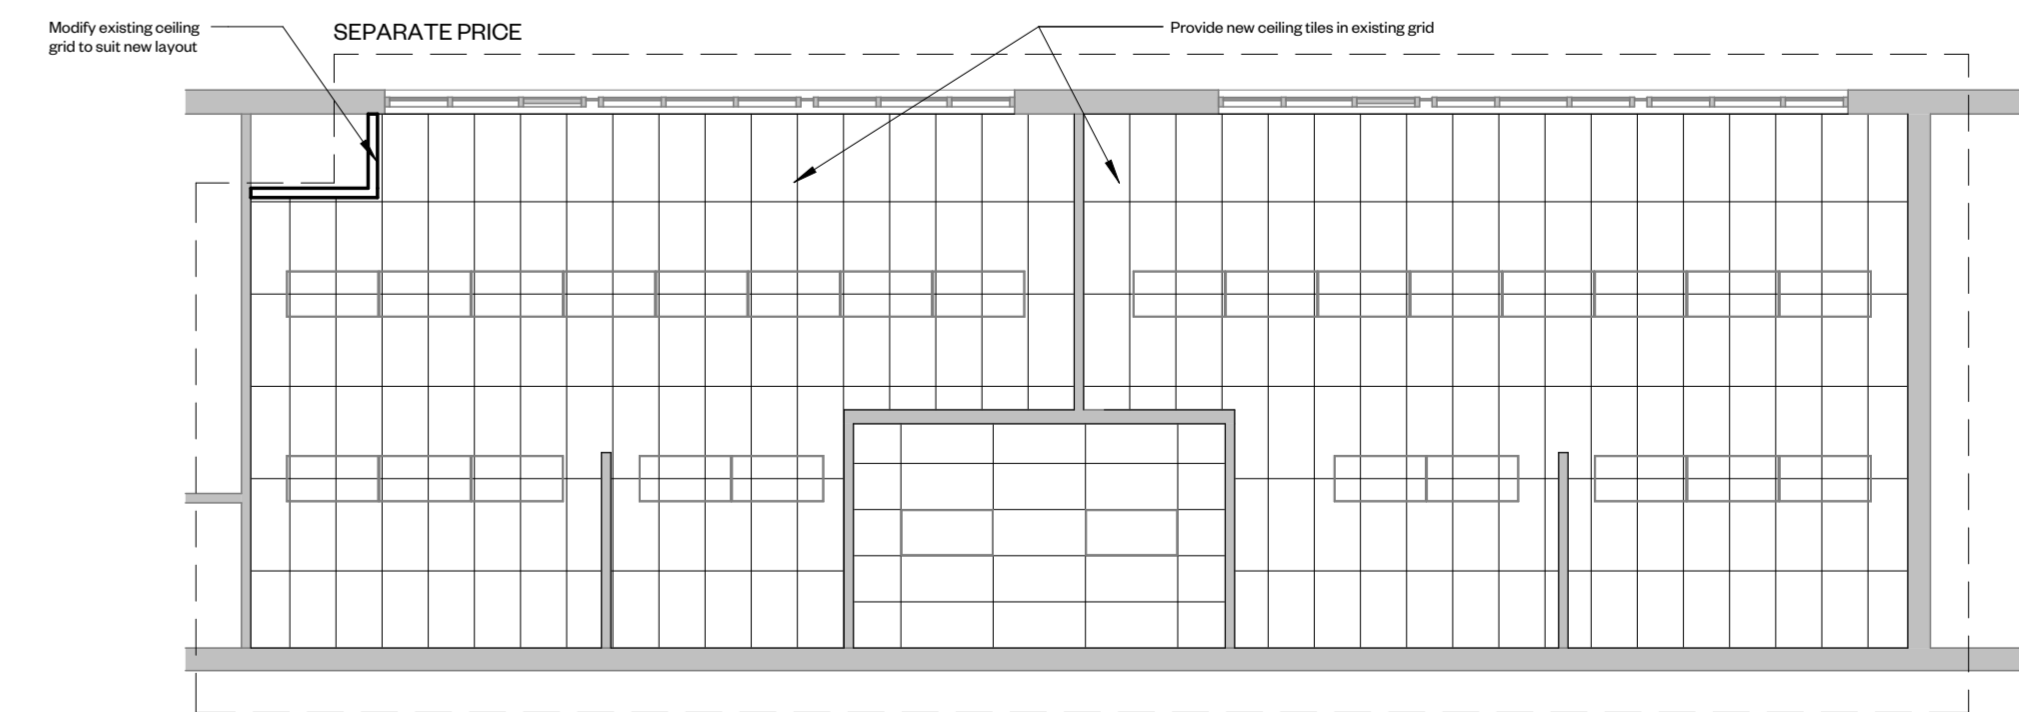 Modify existing ceiling
grid to suit new layout
SEPARATE PRICE
Provide new ceiling tiles in existing grid